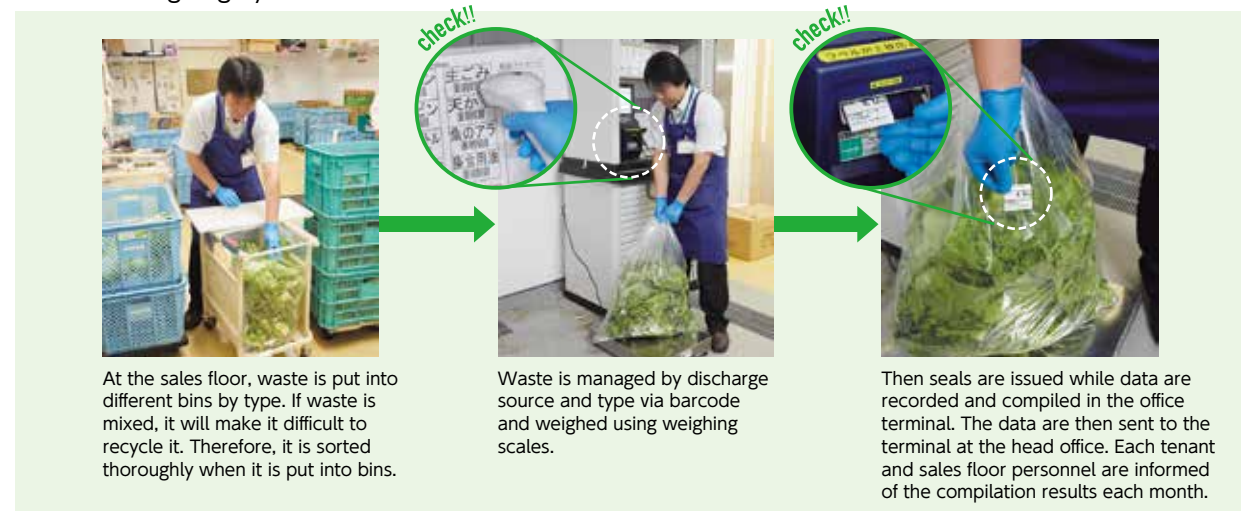 check!!
check!!
生ごみ
天か
魚のアラ
At the sales floor, waste is put into
different bins by type. If waste is
mixed, it will make it difficult to
recycle it. Therefore, it is sorted
thoroughly when it is put into bins.
Waste is managed by discharge
source and type via barcode
and weighed using weighing
scales.
Then seals are issued while data are
recorded and compiled in the office
terminal. The data are then sent to the
terminal at the head office. Each tenant
and sales floor personnel are informed
of the compilation results each month.